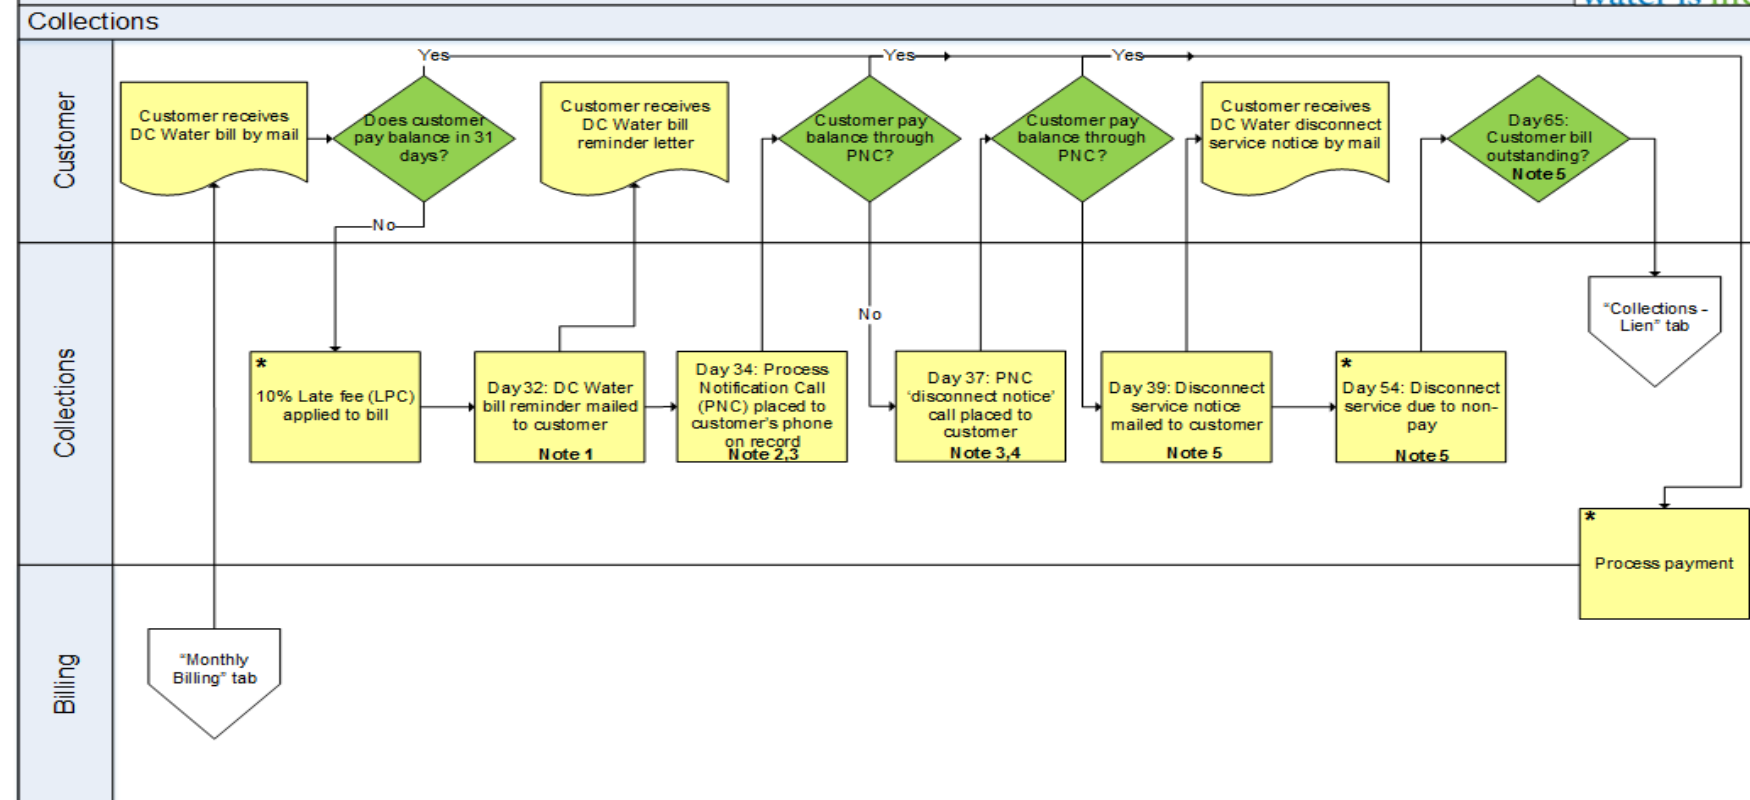 Collections
Customer
Yes
Yes
Yes
Customer receives
DC Water bill by mail
Does customer
pay balance in 31
days?
Customer receives
DC Water bill
reminder letter
Customer pay
balance through
PNC?
Customer pay
balance through
PNC?
Customer receives
DC Water disconnect
service notice by mail
Day 65:
Customer bill
outstanding?
Note 5
No
Collections
No
"Collections -
Lien" tab
*
10% Late fee (LPC)
applied to bill
Day 32: DC Water
bill reminder mailed
to customer
Note 1
Day 34: Process
Notification Call
(PNC) placed to
customer's phone
on record
Note 2,3
Day 37: PNC
'disconnect notice'
call placed to
customer
Note 3,4
Day 39: Disconnect
service notice
mailed to customer
Note 5
*
Day 54: Disconnect
service due to non-
pay
Note 5
*
Process payment
Billing
"Monthly
Billing" tab